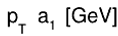 p_T a_1 [GeV]